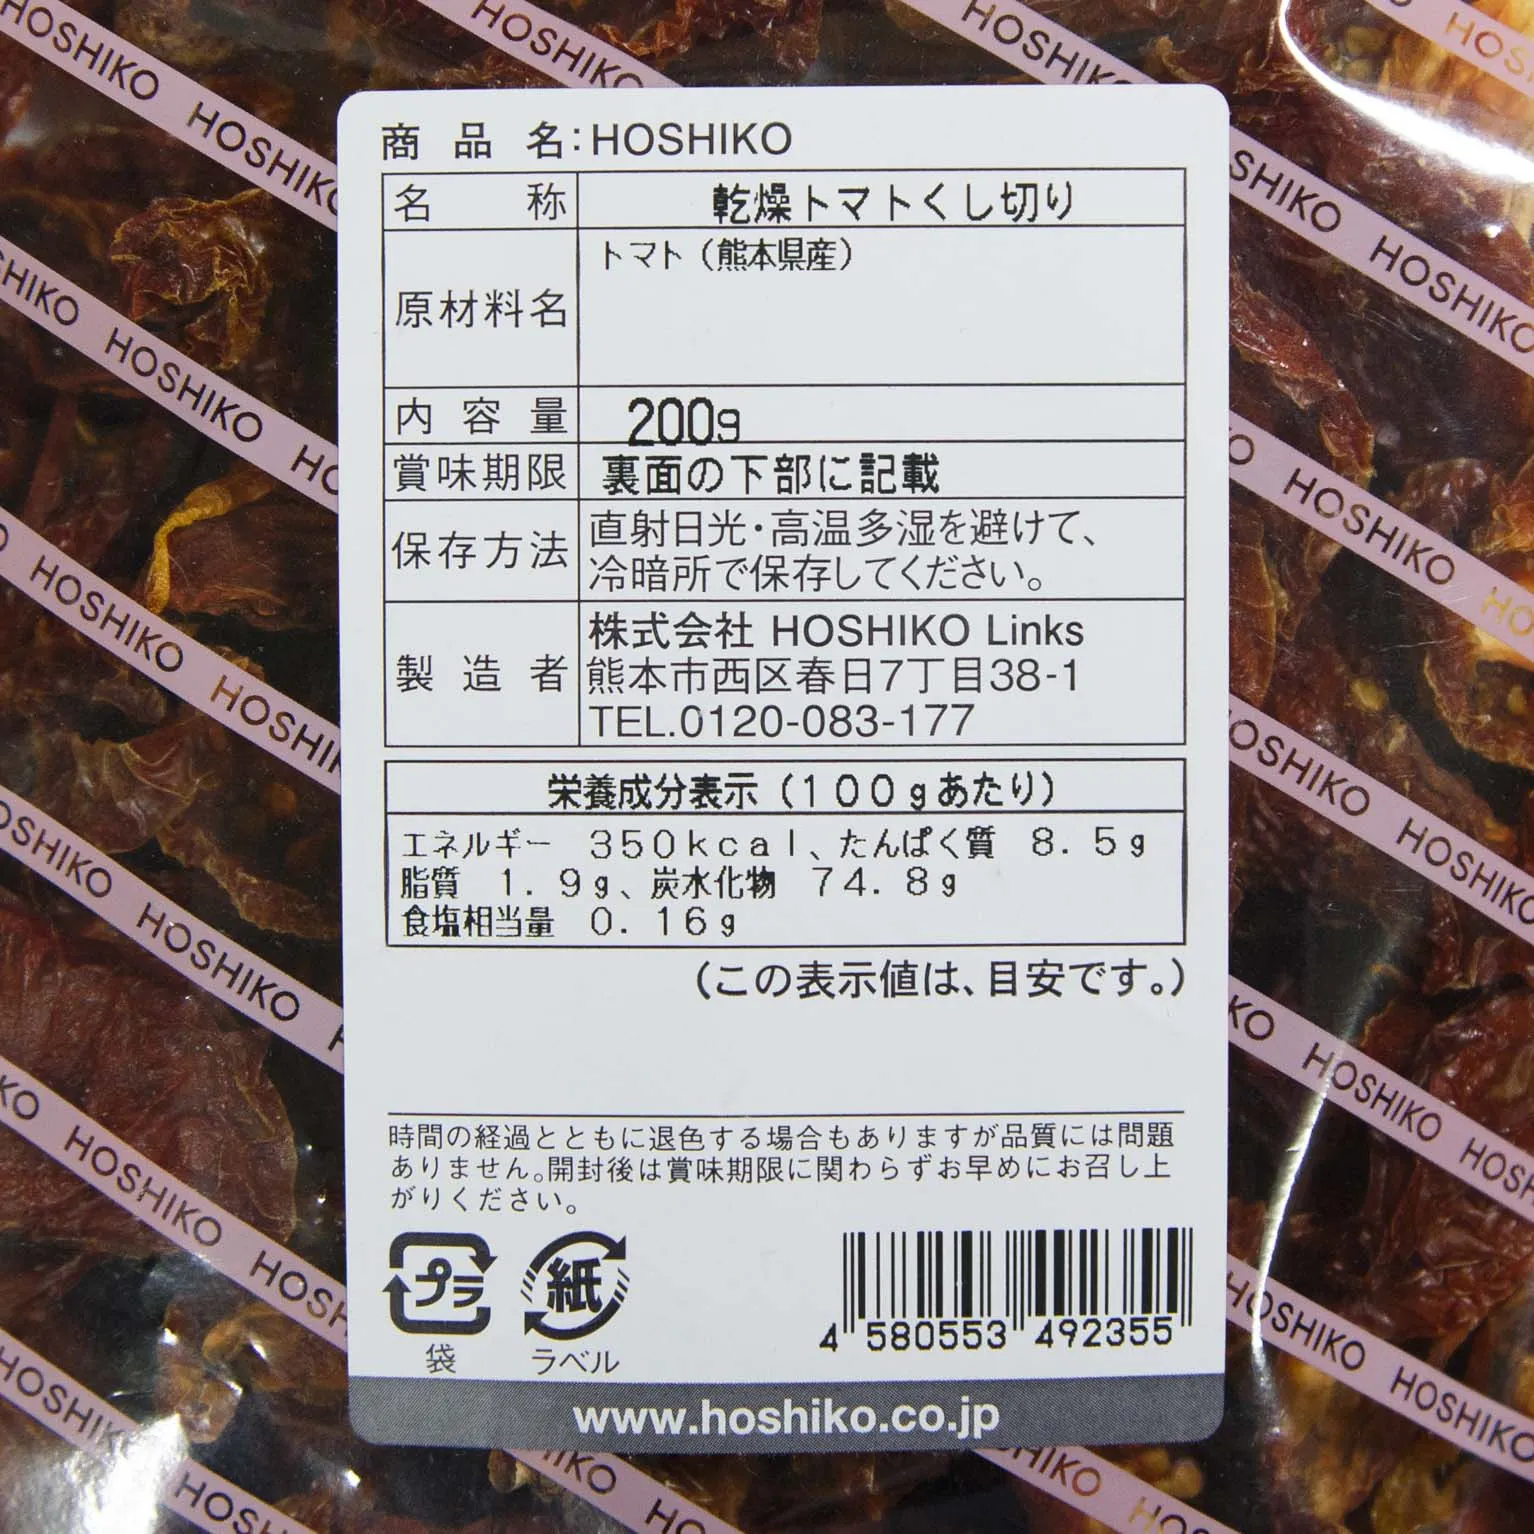 商品名:HOSHIKO
名称 乾燥トマトくし切り
原材料名 トマト(熊本県産)
内容量 200g
賞味期限 裏面の下部に記載
保存方法 直射日光・高温多湿を避けて、
冷暗所で保存してください。
製造者 株式会社 HOSHIKO Links
熊本市西区春日7丁目38-1
TEL.0120-083-177
栄養成分表示(100gあたり)
エネルギー 350kcal、たんぱく質 8.5g
脂質 1.9g、炭水化物 74.8g
食塩相当量 0.16g
(この表示値は、目安です。)
時間の経過とともに退色する場合もありますが品質には問題
ありません。開封後は賞味期限に関わらずお早めにお召し上
がりください。
プラ 紙
袋 ラベル
4 580553 492355
www.hoshiko.co.jp
HOSHIKO HOSHIKO HOSHIKO HOSHIKO